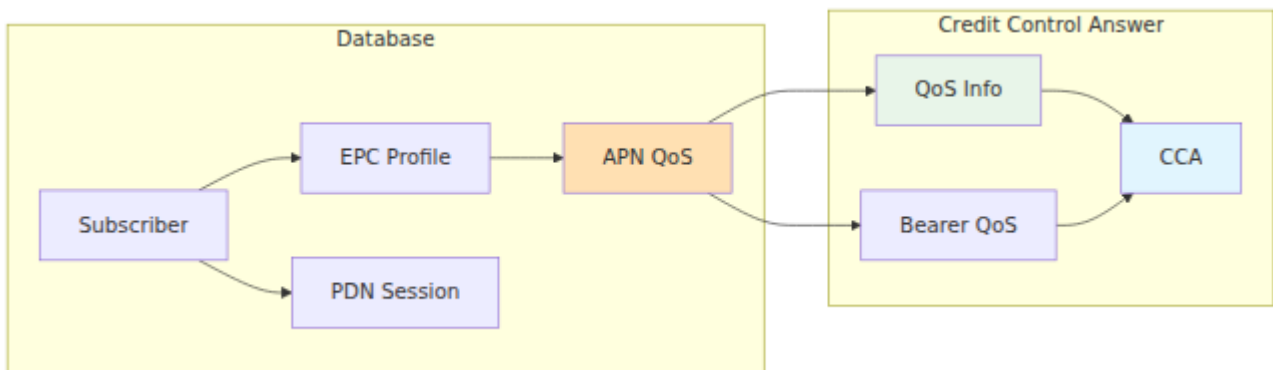 Database
Subscriber
EPC Profile
PDN Session
APN QoS
Credit Control Answer
QoS Info
Bearer QoS
CCA